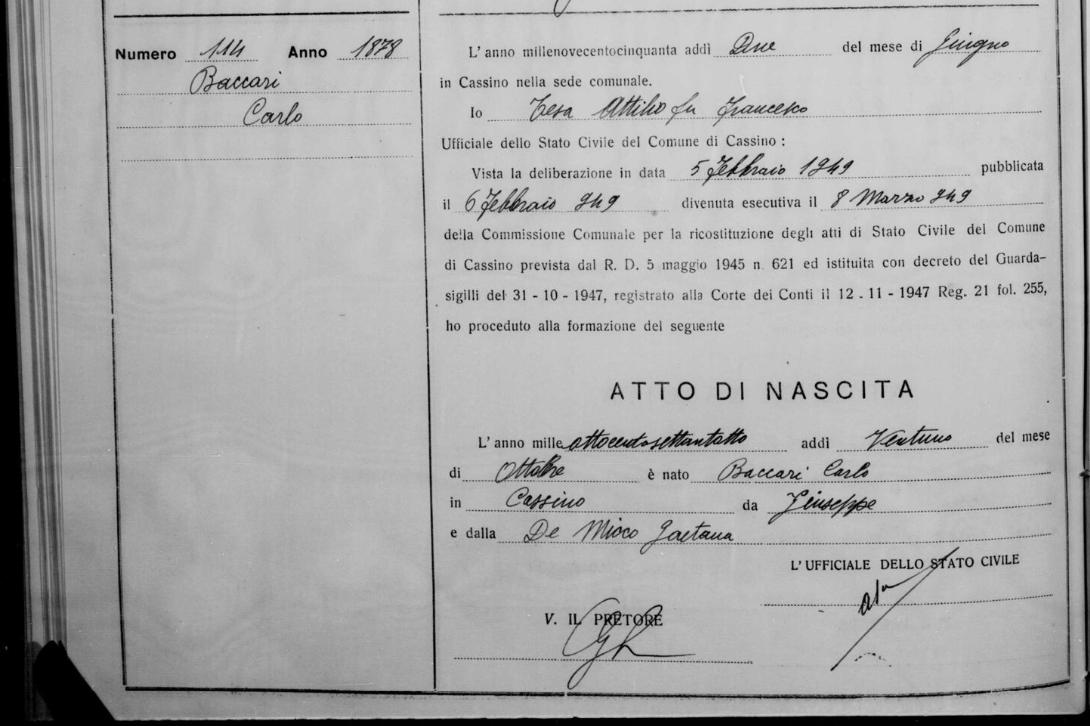 Numero 114 Anno 1878
Baccari
Carlo
L' anno millenovecentocinquanta addì Due del mese di Giugno
in Cassino nella sede comunale.
Io Tesa Attilio fu Francesco
Ufficiale dello Stato Civile del Comune di Cassino :
Vista la deliberazione in data 5 Febbraio 1949 pubblicata
il 6 Febbraio 949 divenuta esecutiva il 8 Marzo 949
della Commissione Comunale per la ricostituzione degli atti di Stato Civile del Comune
di Cassino prevista dal R. D. 5 maggio 1945 n. 621 ed istituita con decreto del Guarda-
sigilli del 31 - 10 - 1947, registrato alla Corte dei Conti il 12 . 11 - 1947 Reg. 21 fol. 255,
ho proceduto alla formazione del seguente
ATTO DI NASCITA
L' anno mille ottocentosettantotto addì Ventuno del mese
di Ottobre è nato Baccari Carlo
in Cassino da Giuseppe
e dalla De Mioco Gaetana
L' UFFICIALE DELLO STATO CIVILE
V. IL PRETORE